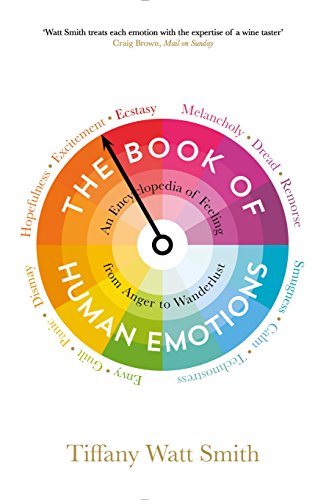 ‘Watt Smith treats each emotion with the expertise of a wine taster’
Craig Brown, Mail on Sunday
Hopefulness • Excitement • Ecstasy
Melancholy • Dread • Remorse
THE BOOK OF
An Encyclopedia of Feeling
from Anger to Wanderlust
HUMAN EMOTIONS
Dismay • Panic • Guilt • Envy
Smugness • Calm • Technostress
Tiffany Watt Smith